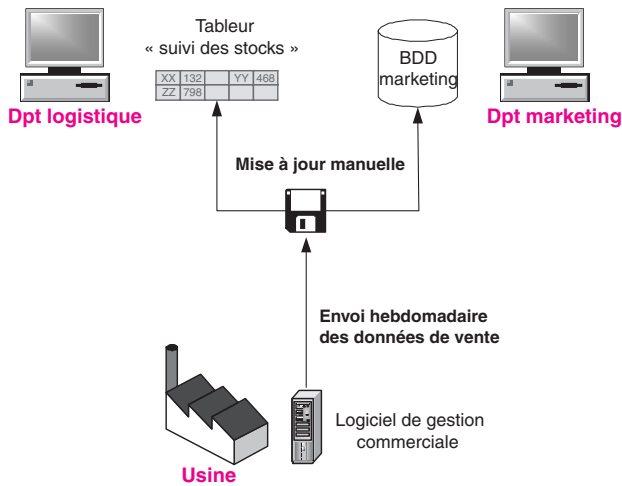 Tableur
« suivi des stocks »
BDD
marketing
XX 132 YY 468
ZZ 798
Dpt logistique
Dpt marketing
Mise à jour manuelle
Envoi hebdomadaire
des données de vente
Logiciel de gestion
commerciale
Usine